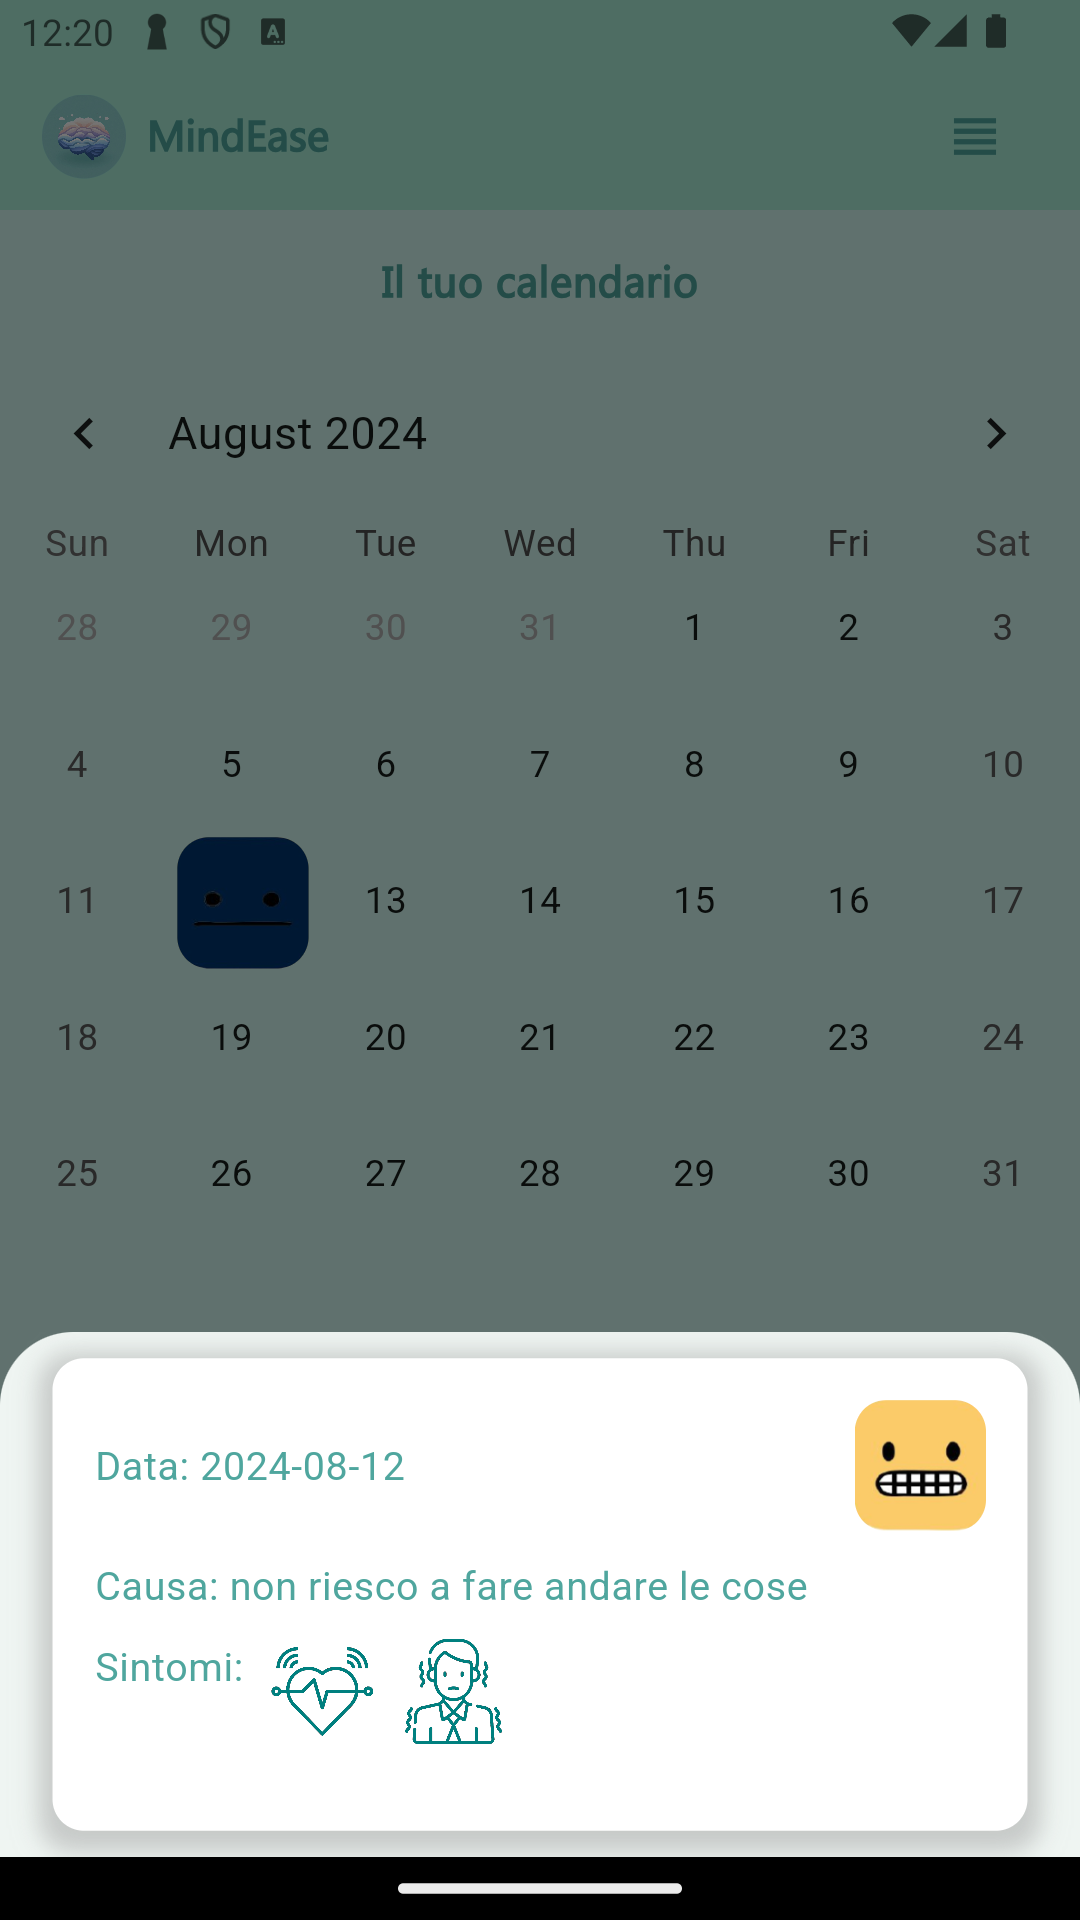 12:20
MindEase
Il tuo calendario
August 2024
Sun Mon Tue Wed Thu Fri Sat
28 29 30 31 1 2 3
4 5 6 7 8 9 10
11 13 14 15 16 17
18 19 20 21 22 23 24
25 26 27 28 29 30 31
Data: 2024-08-12
Causa: non riesco a fare andare le cose
Sintomi: